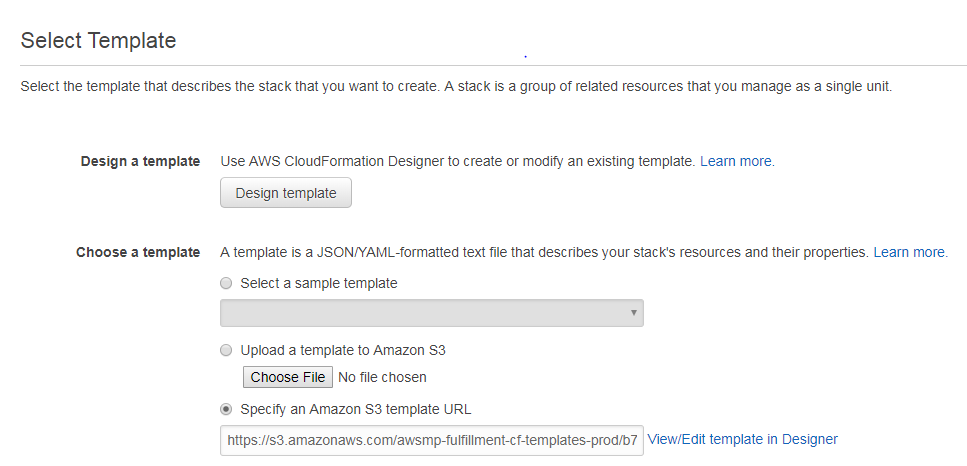 Select Template
Select the template that describes the stack that you want to create. A stack is a group of related resources that you manage as a single unit.
Design a template Use AWS CloudFormation Designer to create or modify an existing template. Learn more.
Design template
Choose a template A template is a JSON/YAML-formatted text file that describes your stack's resources and their properties. Learn more.
Select a sample template
Upload a template to Amazon S3
Choose File No file chosen
Specify an Amazon S3 template URL
https://s3.amazonaws.com/awsmp-fulfillment-cf-templates-prod/b7 View/Edit template in Designer